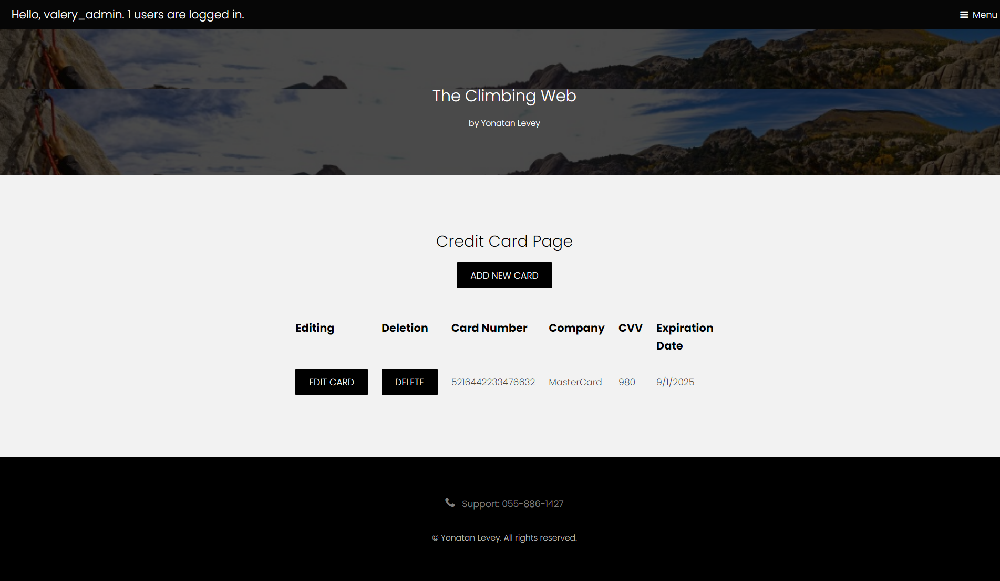 Hello, valery_admin. 1 users are logged in.
Menu
The Climbing Web
by Yonatan Levey
Credit Card Page
ADD NEW CARD
Editing Deletion Card Number Company CVV Expiration Date
EDIT CARD DELETE 5216442233476632 MasterCard 980 9/1/2025
Support: 055-886-1427
© Yonatan Levey. All rights reserved.